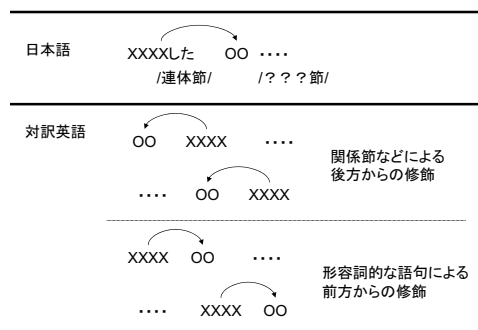 日本語
XXXXした OO ‥‥
/連体節/ /???節/
対訳英語
OO XXXX ‥‥
‥‥ OO XXXX
関係節などによる
後方からの修飾
XXXX OO ‥‥
‥‥ XXXX OO
形容詞的な語句による
前方からの修飾